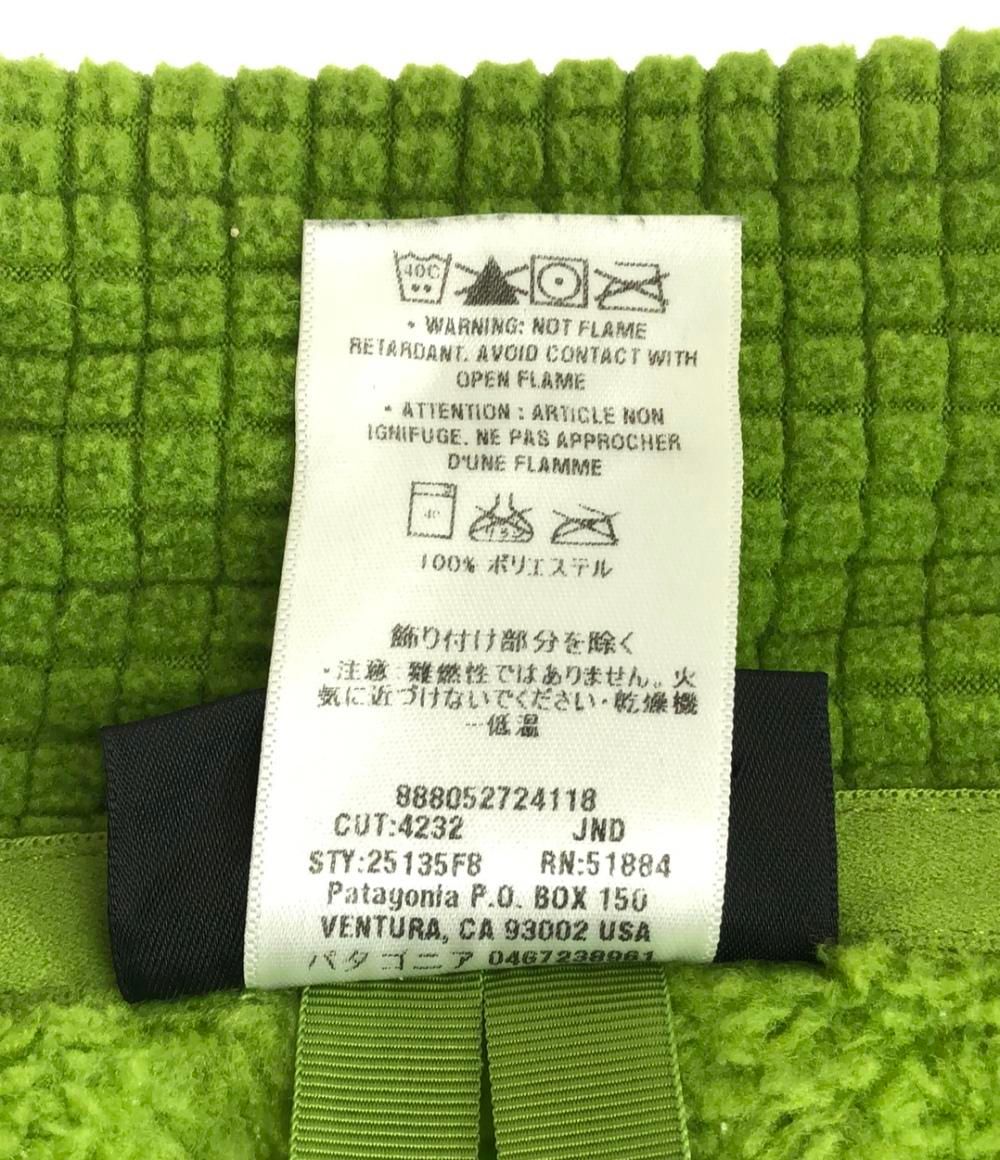 40C
• WARNING: NOT FLAME
RETARDANT. AVOID CONTACT WITH
OPEN FLAME
• ATTENTION : ARTICLE NON
IGNIFUGE. NE PAS APPROCHER
D'UNE FLAMME
40
100% ポリエステル
飾り付け部分を除く
・注意：難燃性ではありません。火
気に近づけないでください・乾燥機
―低温
888052724118
CUT:4232 JND
STY:25135F8 RN:51884
Patagonia P.O. BOX 150
VENTURA, CA 93002 USA
パタゴニア 0467238961